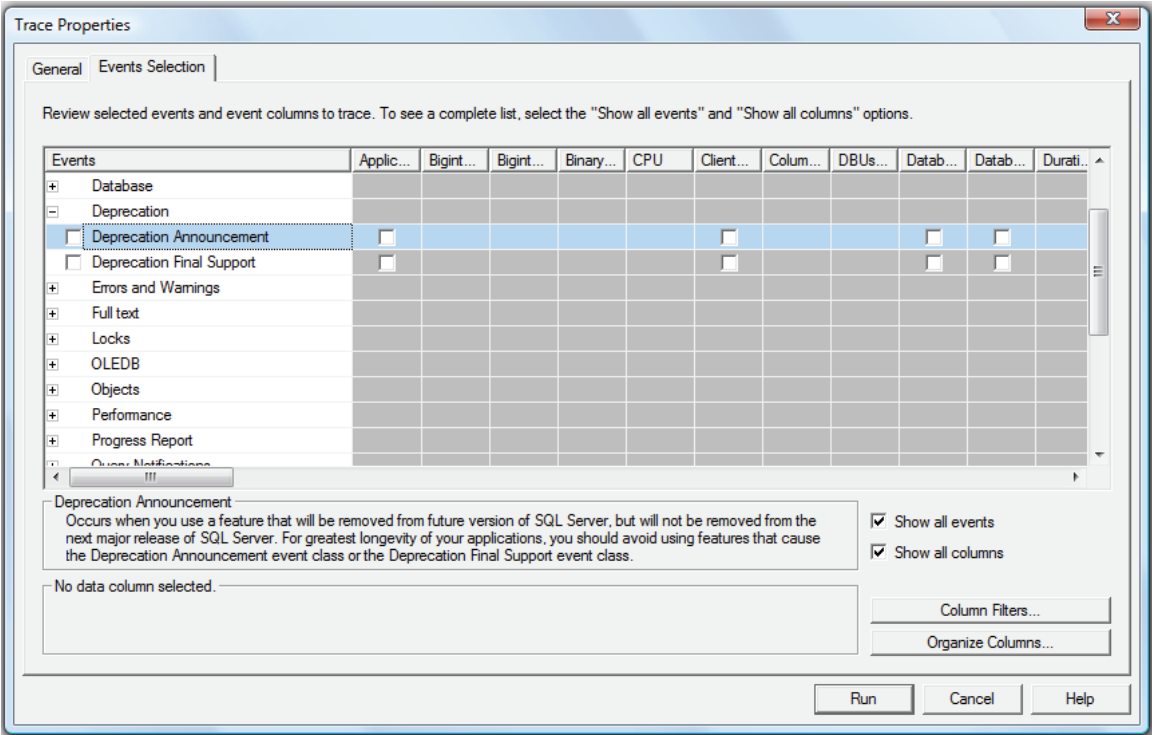 Trace Properties
General Events Selection
Review selected events and event columns to trace. To see a complete list, select the "Show all events" and "Show all columns" options.
Events Applic... Bigint... Bigint... Binary... CPU Client... Colum... DBUs... Datab... Datab... Durati..
Database
Deprecation
Deprecation Announcement
Deprecation Final Support
Errors and Warnings
Full text
Locks
OLEDB
Objects
Performance
Progress Report
Query Notifications
Deprecation Announcement
Occurs when you use a feature that will be removed from future version of SQL Server, but will not be removed from the
next major release of SQL Server. For greatest longevity of your applications, you should avoid using features that cause
the Deprecation Announcement event class or the Deprecation Final Support event class.
Show all events
Show all columns
No data column selected.
Column Filters...
Organize Columns...
Run Cancel Help